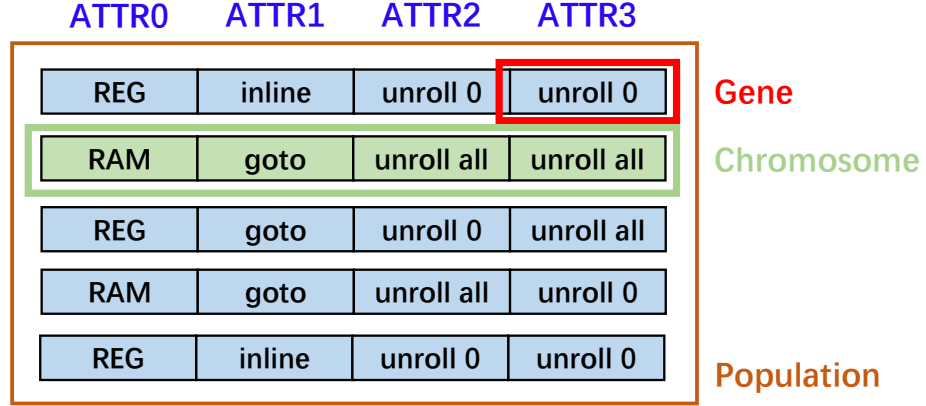 ATTR0 ATTR1 ATTR2 ATTR3
REG inline unroll 0 unroll 0 Gene
RAM goto unroll all unroll all Chromosome
REG goto unroll 0 unroll all
RAM goto unroll all unroll 0
REG inline unroll 0 unroll 0
Population